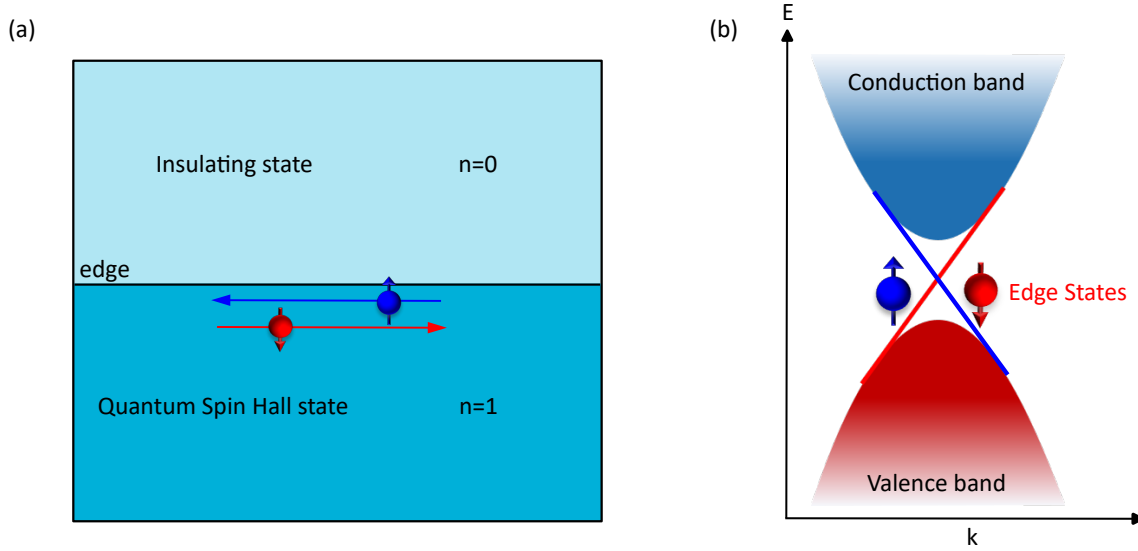 (a)
Insulating state n=0
edge
Quantum Spin Hall state n=1
(b)
E
Conduction band
Edge States
Valence band
k